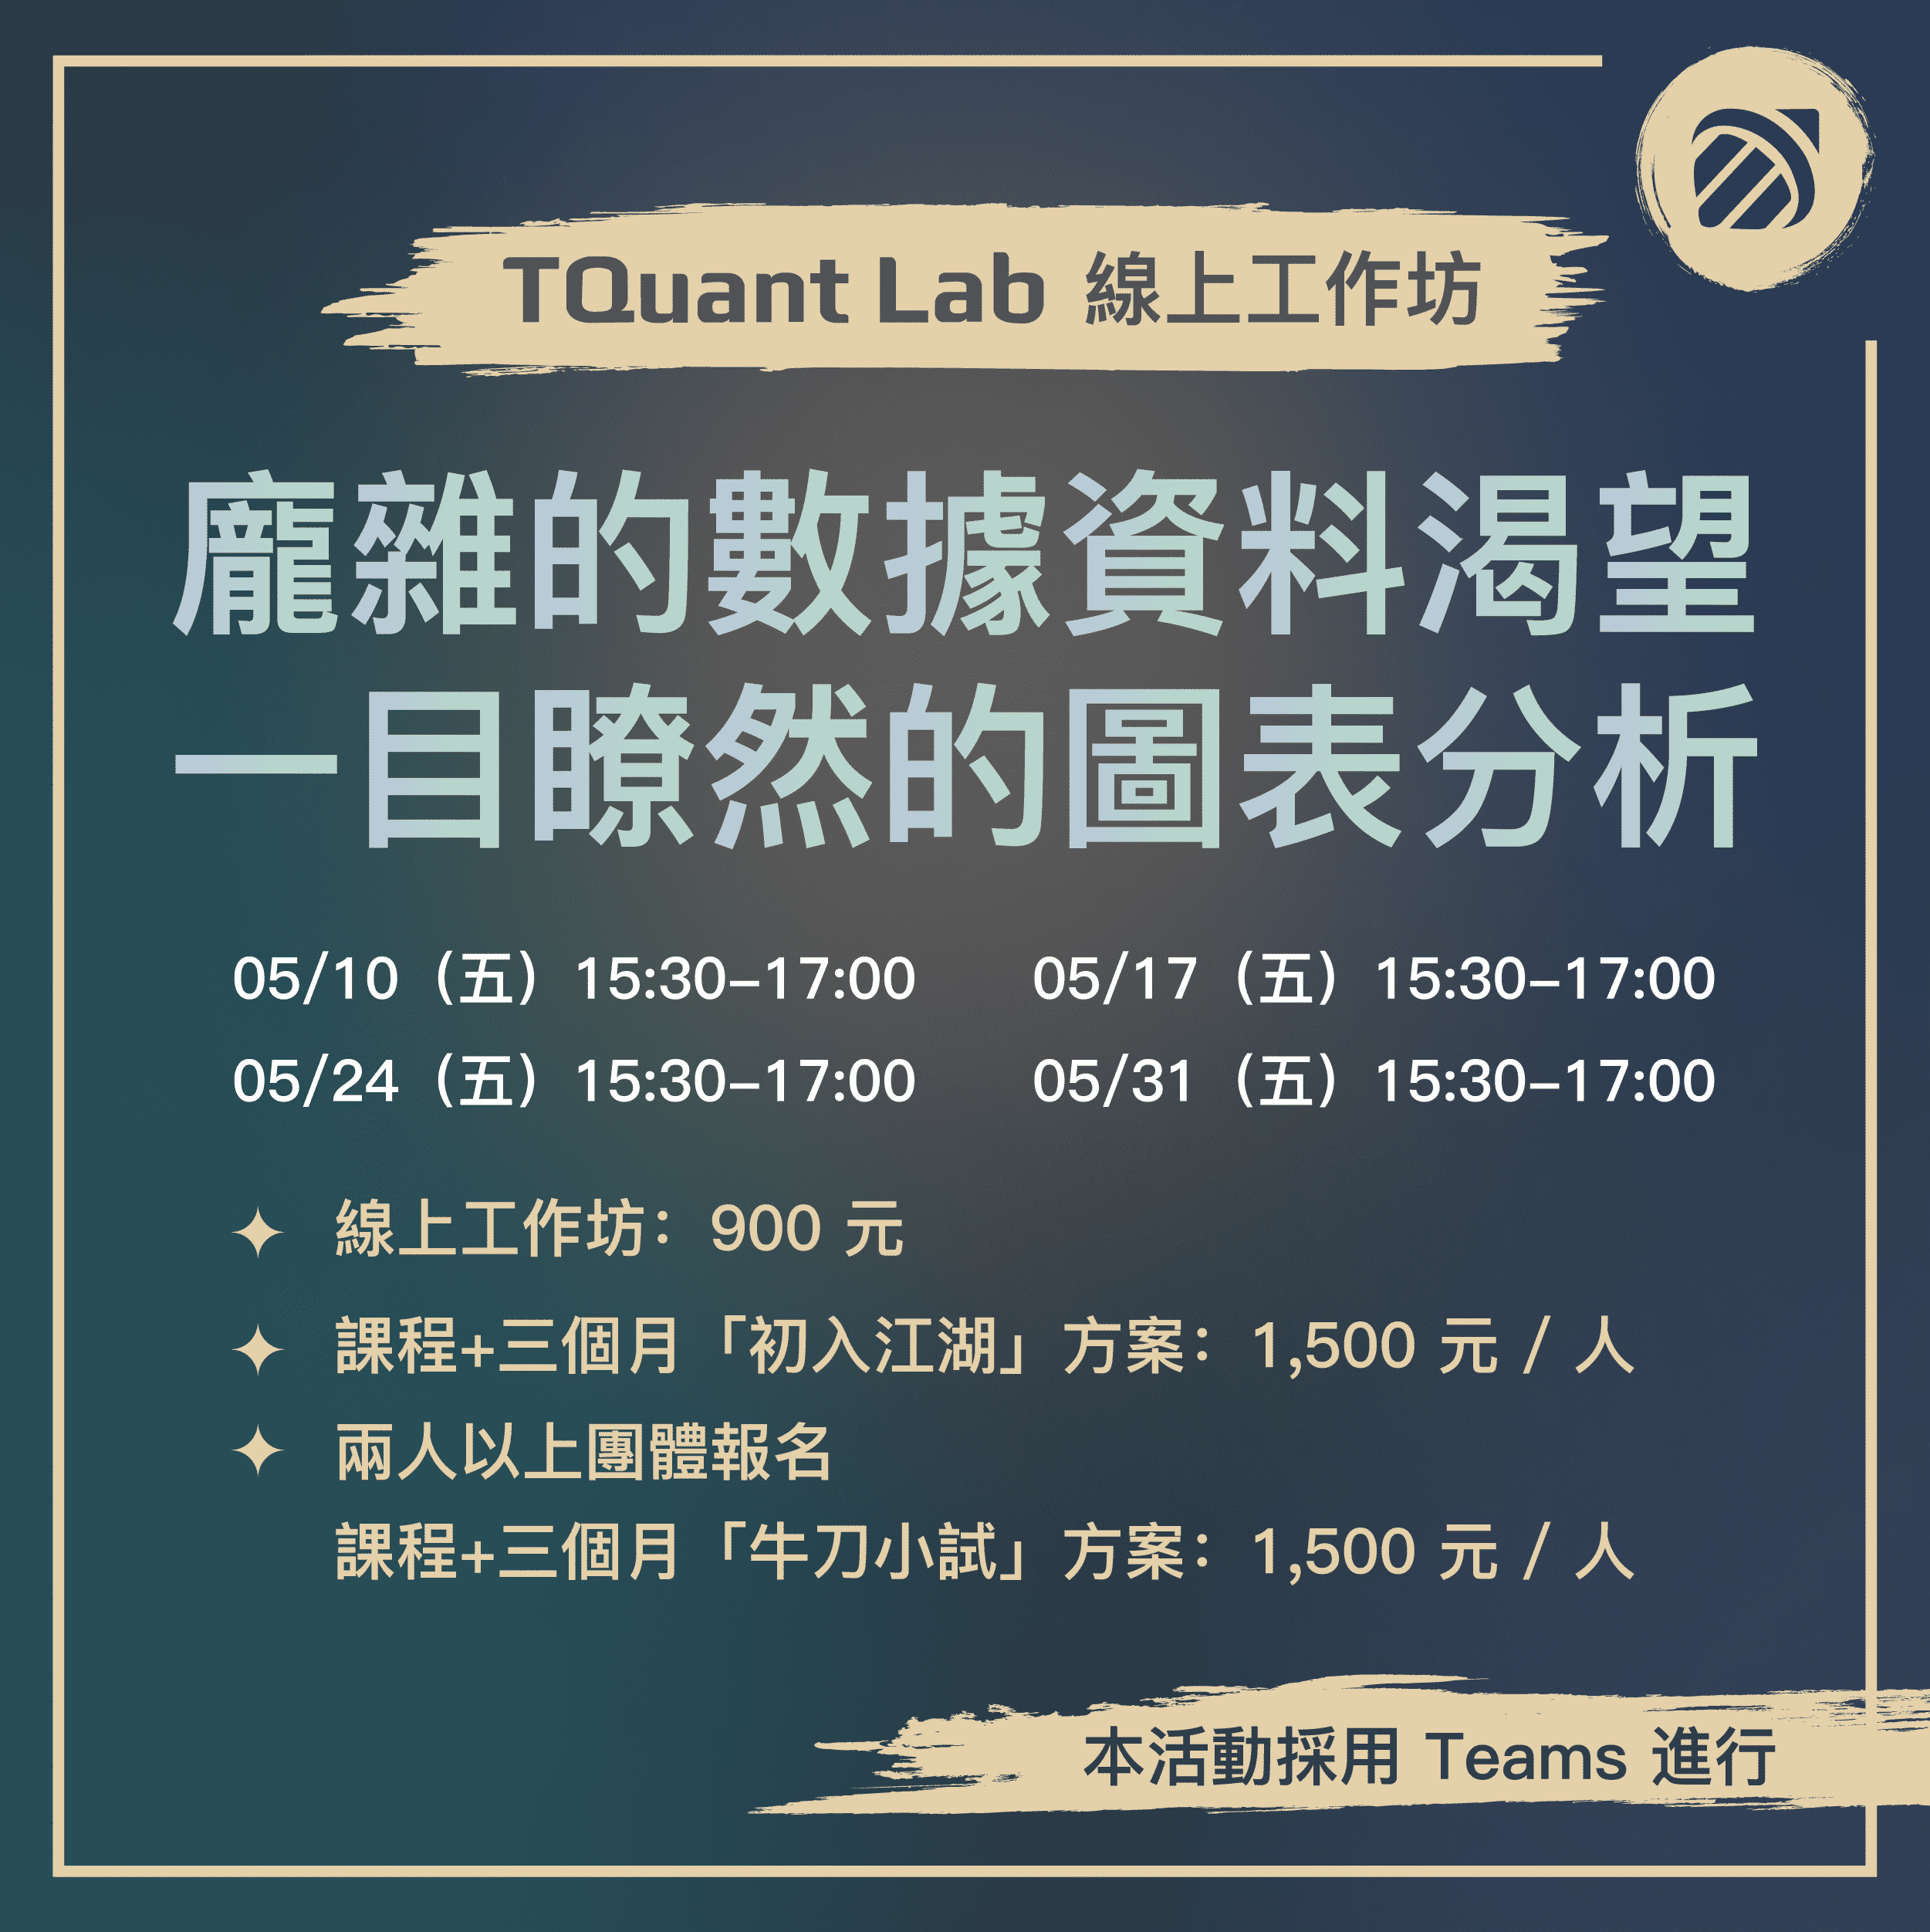 TQuant Lab 線上工作坊
龐雜的數據資料渴望
一目瞭然的圖表分析
05/10（五）15:30–17:00 05/17（五）15:30–17:00
05/24（五）15:30–17:00 05/31（五）15:30–17:00
線上工作坊：900 元
課程+三個月「初入江湖」方案：1,500 元 / 人
兩人以上團體報名
課程+三個月「牛刀小試」方案：1,500 元 / 人
本活動採用 Teams 進行